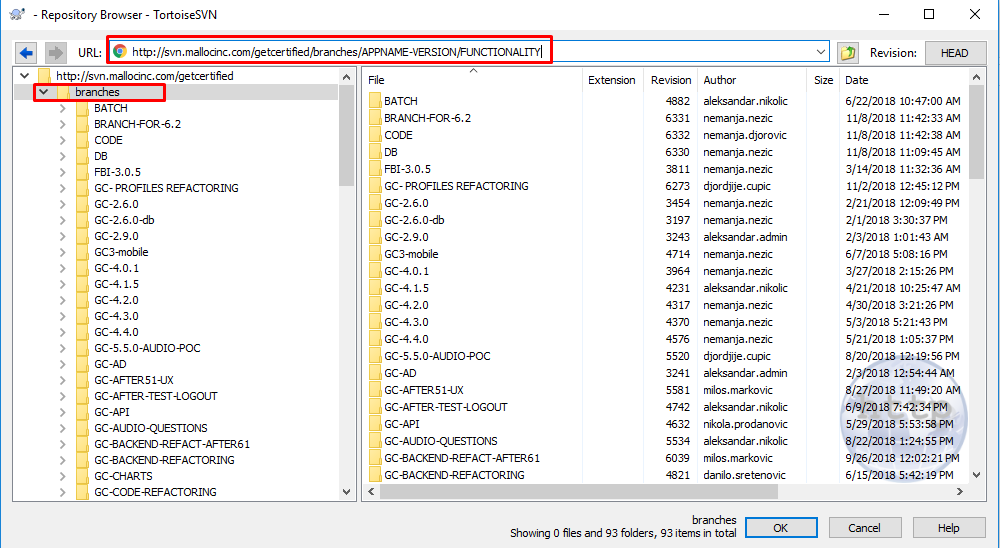 - Repository Browser - TortoiseSVN
URL: http://svn.mallocinc.com/getcertified/branches/APPNAME-VERSION/FUNCTIONALITY Revision: HEAD
http://svn.mallocinc.com/getcertified
branches
BATCH
BRANCH-FOR-6.2
CODE
DB
FBI-3.0.5
GC- PROFILES REFACTORING
GC-2.6.0
GC-2.6.0-db
GC-2.9.0
GC3-mobile
GC-4.0.1
GC-4.1.5
GC-4.2.0
GC-4.3.0
GC-4.4.0
GC-5.5.0-AUDIO-POC
GC-AD
GC-AFTER51-UX
GC-AFTER-TEST-LOGOUT
GC-API
GC-AUDIO-QUESTIONS
GC-BACKEND-REFACT-AFTER61
GC-BACKEND-REFACTORING
GC-CHARTS
GC-CODE-REFACTORING
File Extension Revision Author Size Date
BATCH 4882 aleksandar.nikolic 6/22/2018 10:47:00 AM
BRANCH-FOR-6.2 6331 nemanja.nezic 11/8/2018 11:42:33 AM
CODE 6332 nemanja.djorovic 11/8/2018 11:42:38 AM
DB 6330 nemanja.nezic 11/8/2018 11:09:45 AM
FBI-3.0.5 3811 nemanja.nezic 3/14/2018 11:32:36 AM
GC- PROFILES REFACTORING 6273 djordjije.cupic 11/2/2018 12:45:12 PM
GC-2.6.0 3454 nemanja.nezic 2/21/2018 12:09:49 PM
GC-2.6.0-db 3197 nemanja.nezic 2/1/2018 3:30:37 PM
GC-2.9.0 3243 aleksandar.admin 2/3/2018 1:01:43 AM
GC3-mobile 4714 nemanja.nezic 6/7/2018 5:08:16 PM
GC-4.0.1 3964 nemanja.nezic 3/27/2018 2:15:26 PM
GC-4.1.5 4231 aleksandar.nikolic 4/21/2018 10:25:47 AM
GC-4.2.0 4317 nemanja.nezic 4/30/2018 3:21:26 PM
GC-4.3.0 4370 nemanja.nezic 5/3/2018 5:21:43 PM
GC-4.4.0 4576 nemanja.nezic 5/21/2018 1:05:37 PM
GC-5.5.0-AUDIO-POC 5520 djordjije.cupic 8/20/2018 12:19:56 PM
GC-AD 3241 aleksandar.admin 2/3/2018 12:54:44 AM
GC-AFTER51-UX 5581 milos.markovic 8/27/2018 11:49:20 AM
GC-AFTER-TEST-LOGOUT 4742 aleksandar.nikolic 6/9/2018 7:42:34 PM
GC-API 4632 nikola.prodanovic 5/29/2018 5:53:58 PM
GC-AUDIO-QUESTIONS 5534 aleksandar.nikolic 8/22/2018 1:24:55 PM
GC-BACKEND-REFACT-AFTER61 6039 milos.markovic 9/26/2018 12:02:21 PM
GC-BACKEND-REFACTORING 4821 danilo.sretenovic 6/15/2018 5:42:19 PM
http
branches
Showing 0 files and 93 folders, 93 items in total
OK Cancel Help